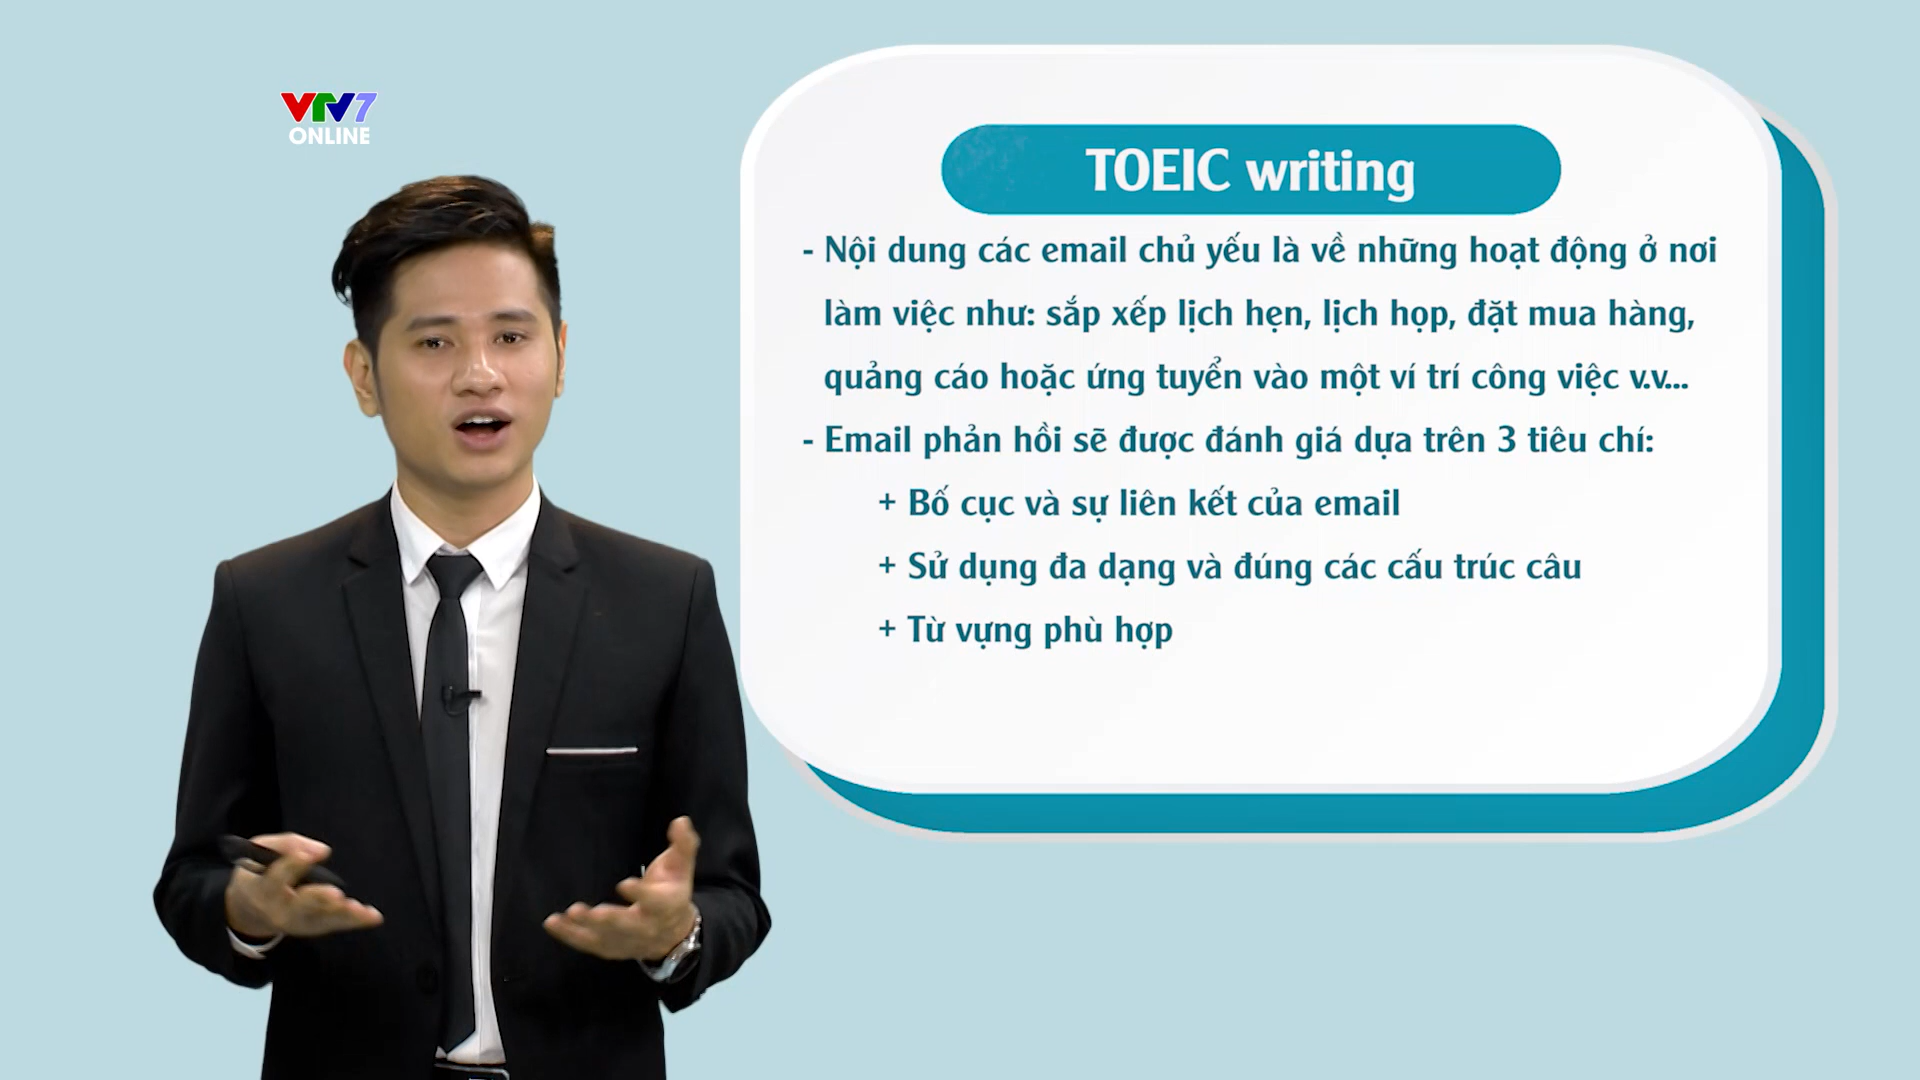 VTV7
ONLINE
TOEIC writing
- Nội dung các email chủ yếu là về những hoạt động ở nơi
làm việc như: sắp xếp lịch hẹn, lịch họp, đặt mua hàng,
quảng cáo hoặc ứng tuyển vào một ví trí công việc v.v...
- Email phản hồi sẽ được đánh giá dựa trên 3 tiêu chí:
+ Bố cục và sự liên kết của email
+ Sử dụng đa dạng và đúng các cấu trúc câu
+ Từ vựng phù hợp